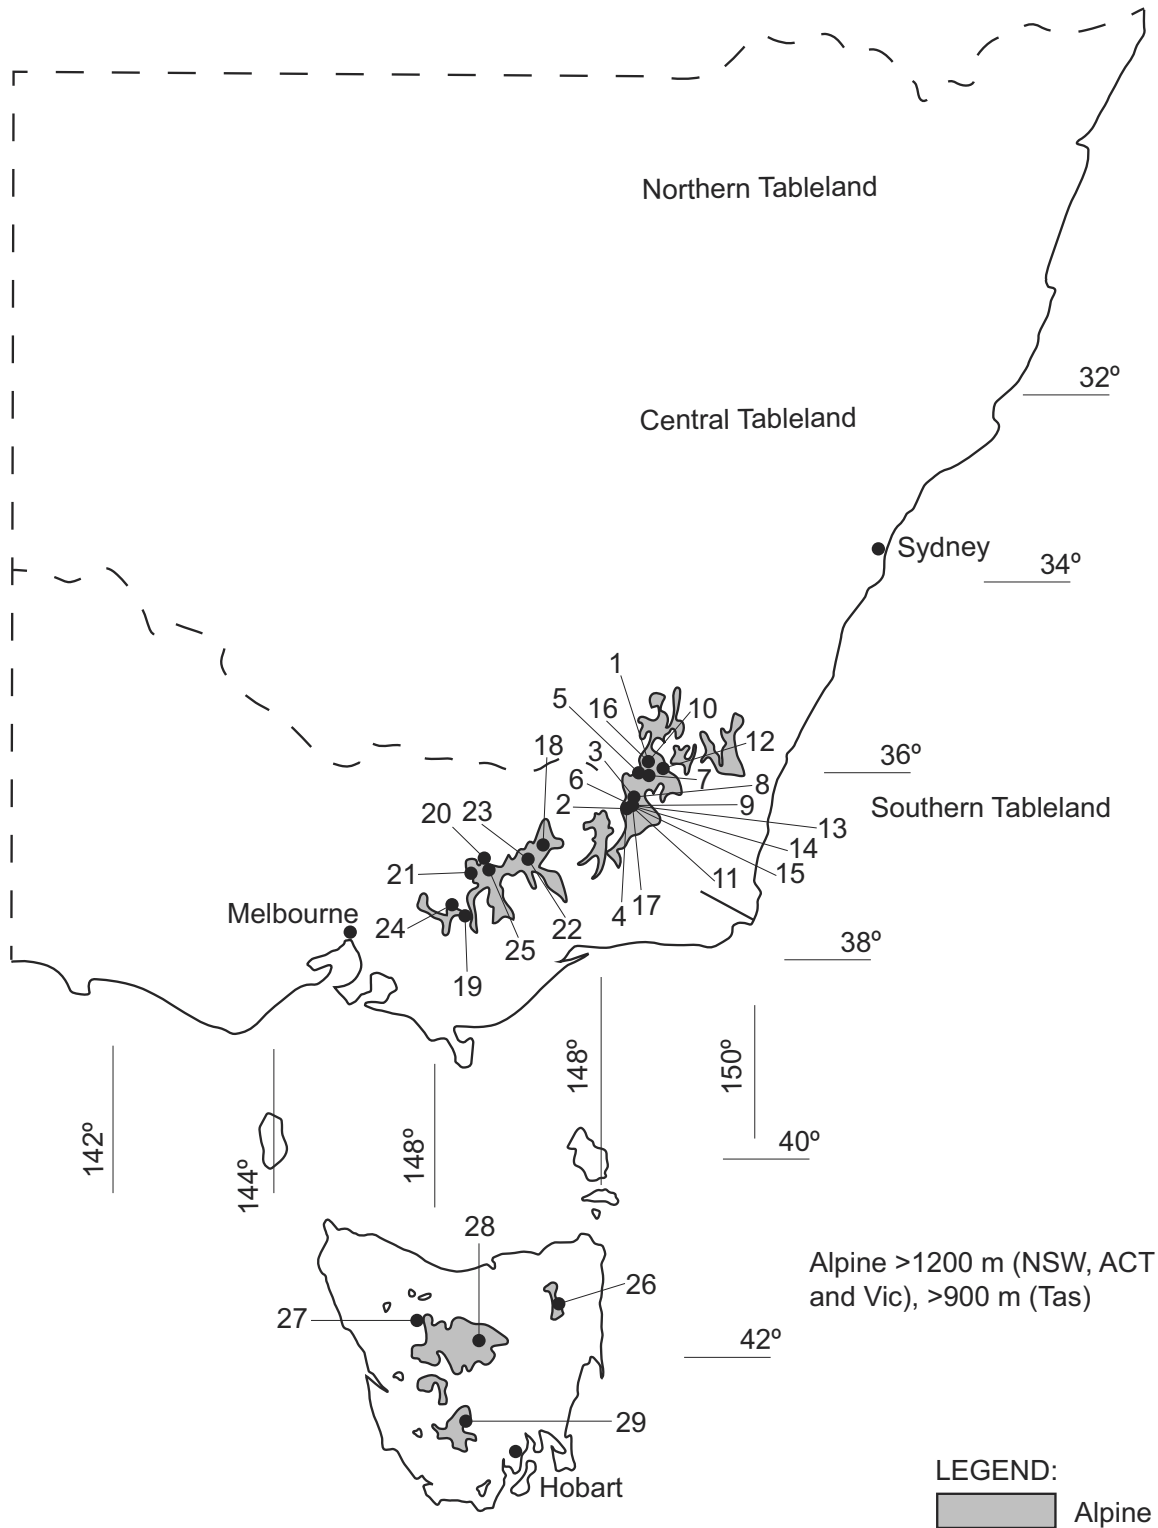 Northern Tableland
32º
Central Tableland
Sydney
34º
1
5
16
10
18
3
12
36º
6
7
8
2
9
Southern Tableland
20
23
13
14
21
11
15
Melbourne
4
17
24
22
25
38º
19
148º
150º
142º
144º
148º
40º
28
Alpine >1200 m (NSW, ACT
and Vic), >900 m (Tas)
26
27
42º
29
LEGEND:
Hobart
Alpine